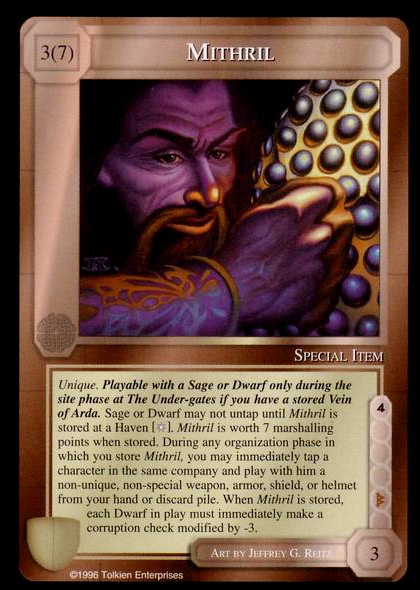 3(7)
MITHRIL
SPECIAL ITEM
Unique. Playable with a Sage or Dwarf only during the
site phase at The Under-gates if you have a stored Vein
of Arda. Sage or Dwarf may not untap until Mithril is
stored at a Haven [ ]. Mithril is worth 7 marshalling
points when stored. During any organization phase in
which you store Mithril, you may immediately tap a
character in the same company and play with him a
non-unique, non-special weapon, armor, shield, or helmet
from your hand or discard pile. When Mithril is stored,
each Dwarf in play must immediately make a
corruption check modified by -3.
4
ART BY JEFFREY G. REITZ
3
©1996 Tolkien Enterprises